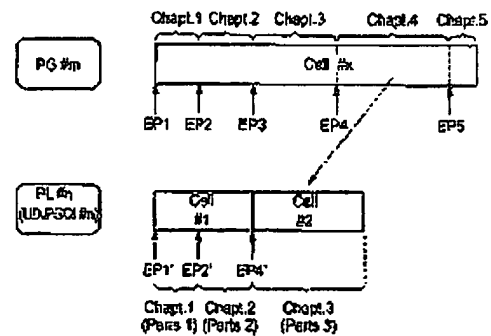 Chapt.1 Chapt.2 Chapt.3 Chapt.4 Chapt.5
PG #m
Cell #x
EP1 EP2 EP3 EP4 EP5
PL #n
(UD_PGCI #n)
Cell #1
Cell #2
EP1' EP2' EP4'
Chapt.1 Chapt.2 Chapt.3
(Parts 1) (Parts 2) (Parts 3)